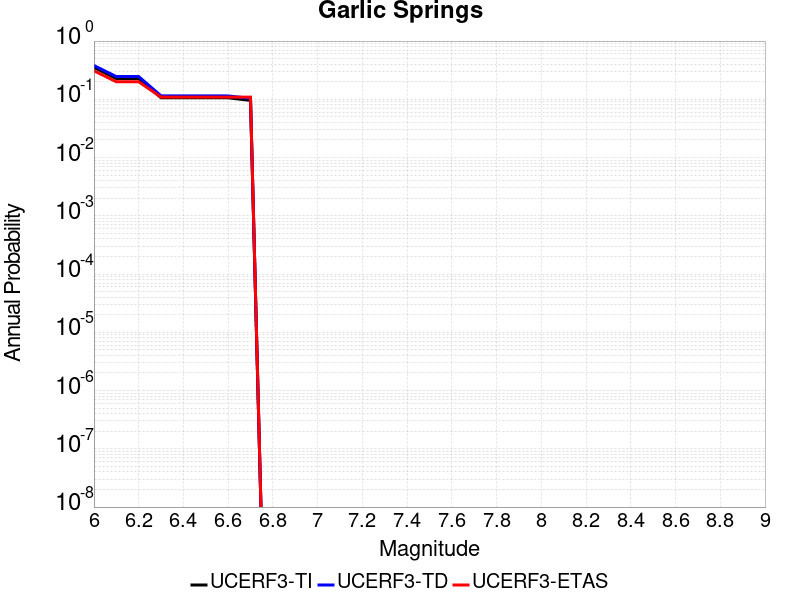 Garlic Springs
Annual Probability
10^0
10^-1
10^-2
10^-3
10^-4
10^-5
10^-6
10^-7
10^-8
6 6.2 6.4 6.6 6.8 7 7.2 7.4 7.6 7.8 8 8.2 8.4 8.6 8.8 9
Magnitude
UCERF3-TI UCERF3-TD UCERF3-ETAS